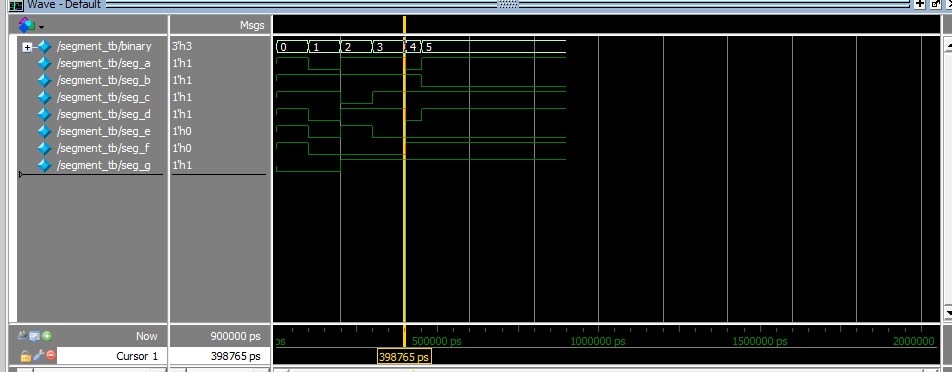 Wave - Default
Msgs
/segment_tb/binary 3'h3 0 1 2 3 4 5
/segment_tb/seg_a 1'h1
/segment_tb/seg_b 1'h1
/segment_tb/seg_c 1'h1
/segment_tb/seg_d 1'h1
/segment_tb/seg_e 1'h0
/segment_tb/seg_f 1'h0
/segment_tb/seg_g 1'h1
Now 900000 ps ps 500000 ps 1000000 ps 1500000 ps 2000000
Cursor 1 398765 ps 398765 ps